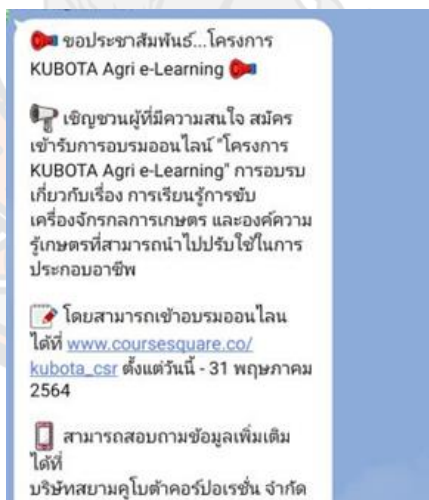 ขอประชาสัมพันธ์...โครงการ
KUBOTA Agri e-Learning
เชิญชวนผู้ที่มีความสนใจ สมัคร
เข้ารับการอบรมออนไลน์ "โครงการ
KUBOTA Agri e-Learning" การอบรบ
เกี่ยวกับเรื่อง การเรียนรู้การขับ
เครื่องจักรกลการเกษตร และองค์ความ
รู้เกษตรที่สามารถนำไปปรับใช้ในการ
ประกอบอาชีพ
โดยสามารถเข้าอบรมออนไลน
ได้ที่ www.coursesquare.co/
kubota_csr ตั้งแต่วันนี้ - 31 พฤษภาคม
2564
สามารถสอบถามข้อมูลเพิ่มเติม
ได้ที่
บริษัทสยามคูโบต้าคอร์ปอเรชั่น จำกัด